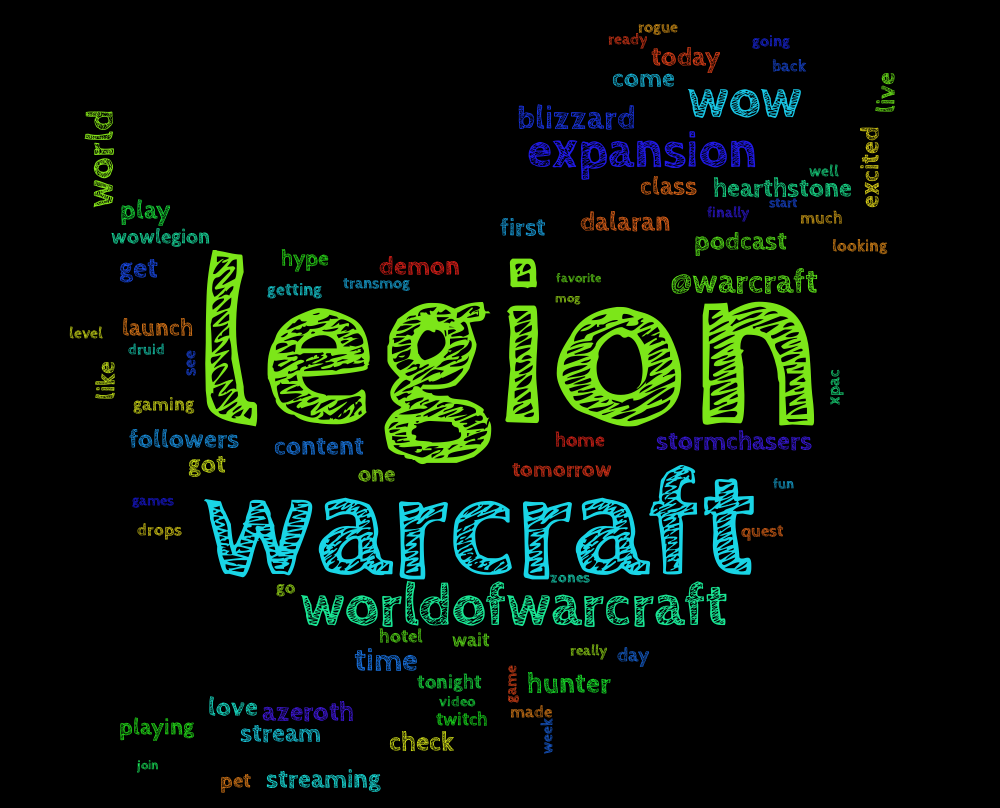 rogue
ready
going
today
back
come
live
wow
blizzard
world
expansion
excited
well
class
hearthstone
start
play
finally
much
first
dalaran
wowlegion
podcast
looking
hype
get
demon
favorite
@warcraft
getting
transmog
mog
legion
level
launch
druid
see
like
xpac
gaming
followers
content
home
stormchasers
got
one
tomorrow
warcraft
fun
games
drops
quest
zones
go
worldofwarcraft
hotel
wait
really
day
time
tonight
game
hunter
video
love
azeroth
twitch
made
week
playing
stream
check
join
pet
streaming